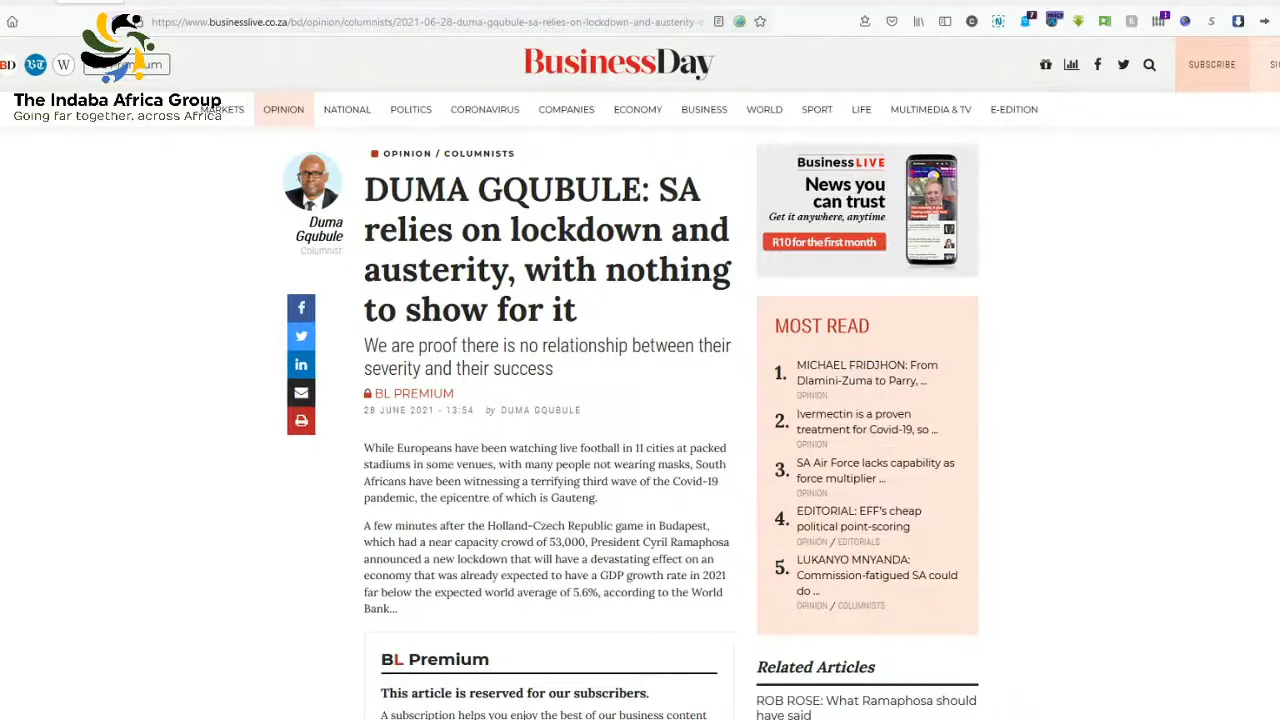 https://www.businesslive.co.za/bd/opinion/columnists/2021-06-28-duma-gqubule-sa-relies-on-lockdown-and-austerity-
BD
BT
W
BusinessDay
SUBSCRIBE
The Indaba Africa Group
Going far together, across Africa
MARKETS
OPINION
NATIONAL
POLITICS
CORONAVIRUS
COMPANIES
ECONOMY
BUSINESS
WORLD
SPORT
LIFE
MULTIMEDIA & TV
E-EDITION
OPINION / COLUMNISTS
Duma
Gqubule
Columnist
DUMA GQUBULE: SA
relies on lockdown and
austerity, with nothing
to show for it
We are proof there is no relationship between their
severity and their success
BL PREMIUM
28 JUNE 2021 - 13:54 by DUMA GQUBULE
While Europeans have been watching live football in 11 cities at packed
stadiums in some venues, with many people not wearing masks, South
Africans have been witnessing a terrifying third wave of the Covid-19
pandemic, the epicentre of which is Gauteng.
A few minutes after the Holland-Czech Republic game in Budapest,
which had a near capacity crowd of 53,000, President Cyril Ramaphosa
announced a new lockdown that will have a devastating effect on an
economy that was already expected to have a GDP growth rate in 2021
far below the expected world average of 5.6%, according to the World
Bank...
BL Premium
This article is reserved for our subscribers.
A subscription helps you enjoy the best of our business content
Business LIVE
News you
can trust
Get it anywhere, anytime
R10 for the first month
MOST READ
1. MICHAEL FRIDJHON: From
Dlamini-Zuma to Parry, ...
OPINION
2. Ivermectin is a proven
treatment for Covid-19, so ...
OPINION
3. SA Air Force lacks capability as
force multiplier ...
OPINION
4. EDITORIAL: EFF's cheap
political point-scoring
OPINION / EDITORIALS
5. LUKANYO MNYANDA:
Commission-fatigued SA could
do ...
OPINION / COLUMNISTS
Related Articles
ROB ROSE: What Ramaphosa should
have said